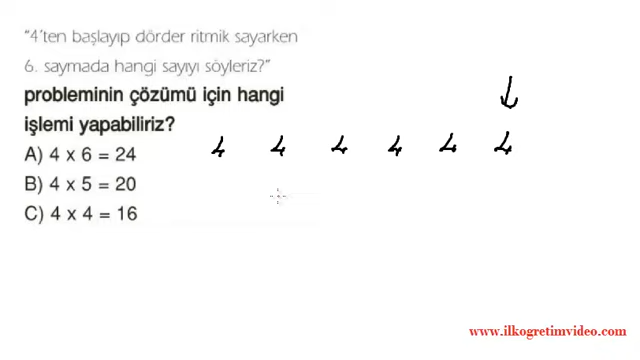 "4'ten başlayıp dörder ritmik sayarken
6. saymada hangi sayıyı söyleriz?"
probleminin çözümü için hangi
işlemi yapabiliriz?
A) 4 x 6 = 24
B) 4 x 5 = 20
C) 4 x 4 = 16
4 4 4 4 4 4
www.ilkogretimvideo.com